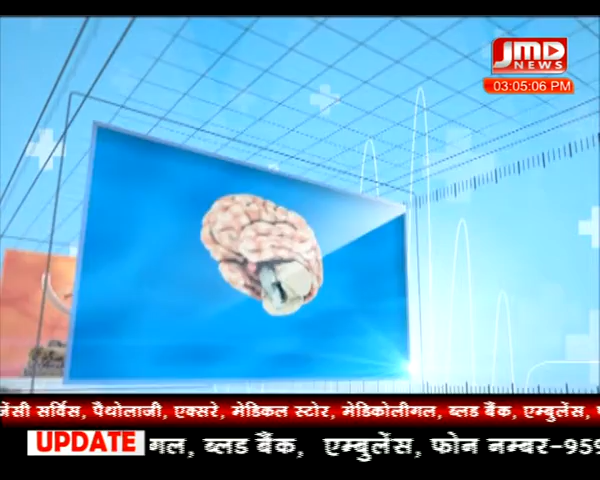 JMD
NEWS
03:05:06 PM
जेंसी सर्विस, पैथोलाजी, एक्सरे, मेडिकल स्टोर, मेडिकोलीगल, ब्लड बैंक, एम्बुलेंस,
UPDATE गल, ब्लड बैंक, एम्बुलेंस, फोन नम्बर-959